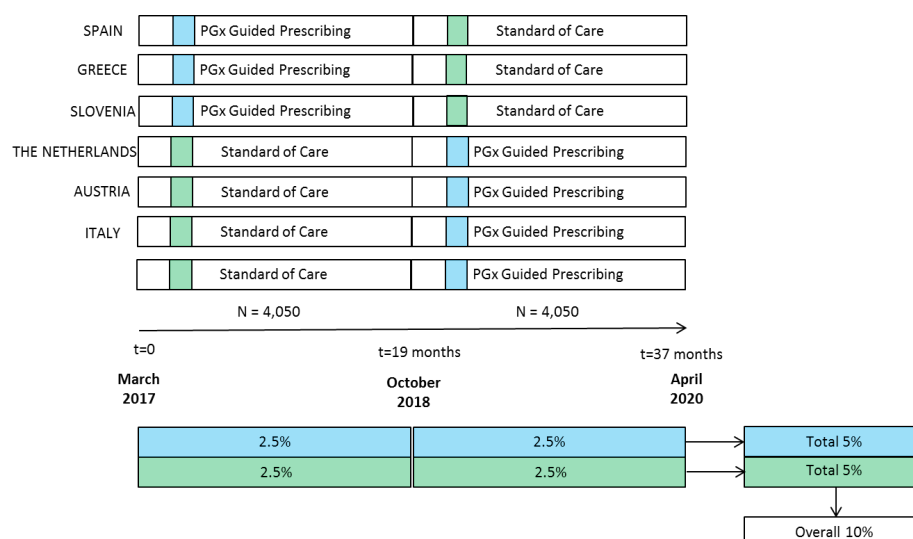 SPAIN PGx Guided Prescribing Standard of Care
GREECE PGx Guided Prescribing Standard of Care
SLOVENIA PGx Guided Prescribing Standard of Care
THE NETHERLANDS Standard of Care PGx Guided Prescribing
AUSTRIA Standard of Care PGx Guided Prescribing
ITALY Standard of Care PGx Guided Prescribing
Standard of Care PGx Guided Prescribing
N = 4,050 N = 4,050
t=0 t=19 months t=37 months
March October April
2017 2018 2020
2.5% 2.5% Total 5%
2.5% 2.5% Total 5%
Overall 10%